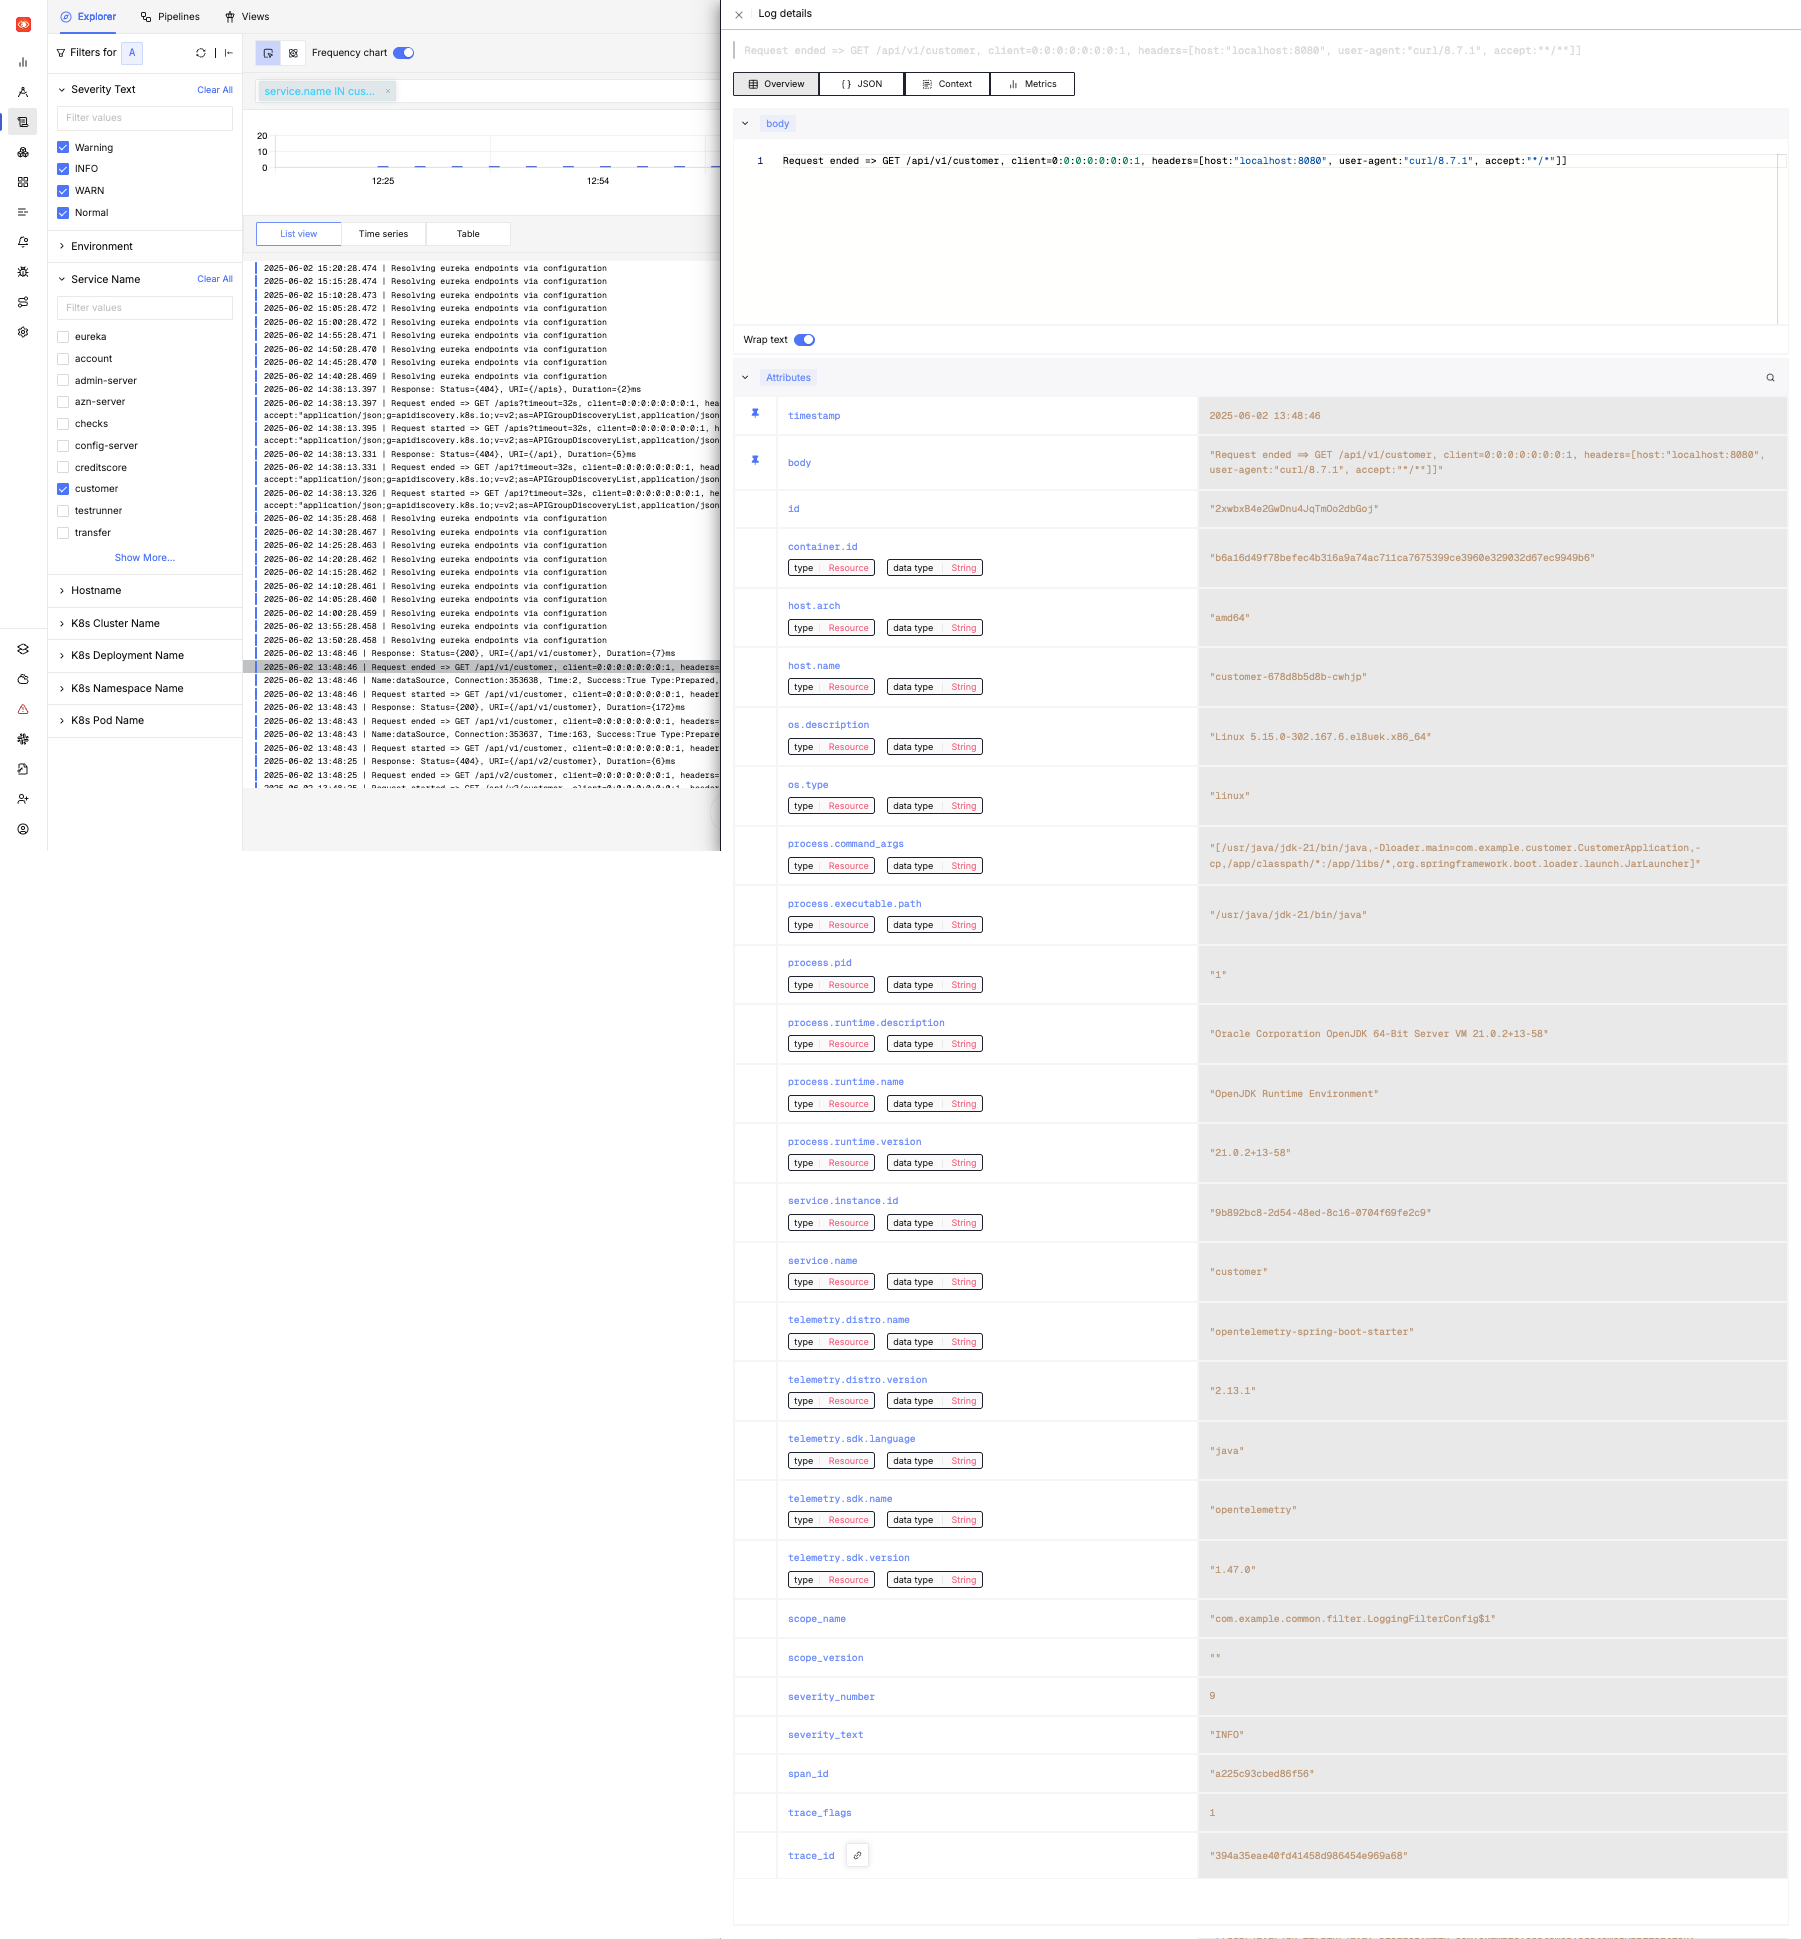 Explorer
Pipelines
Views
Filters for A
Severity Text
Clear All
Filter values
Warning
INFO
WARN
Normal
Environment
Service Name
Clear All
Filter values
eureka
account
admin-server
azn-server
checks
config-server
creditscore
customer
testrunner
transfer
Show More...
Hostname
K8s Cluster Name
K8s Deployment Name
K8s Namespace Name
K8s Pod Name
Frequency chart
service.name IN cus...
20
10
0
12:25
12:54
List view
Time series
Table
2025-06-02 15:20:28.474 | Resolving eureka endpoints via configuration
2025-06-02 15:15:28.474 | Resolving eureka endpoints via configuration
2025-06-02 15:10:28.473 | Resolving eureka endpoints via configuration
2025-06-02 15:05:28.472 | Resolving eureka endpoints via configuration
2025-06-02 15:00:28.472 | Resolving eureka endpoints via configuration
2025-06-02 14:55:28.471 | Resolving eureka endpoints via configuration
2025-06-02 14:50:28.470 | Resolving eureka endpoints via configuration
2025-06-02 14:45:28.470 | Resolving eureka endpoints via configuration
2025-06-02 14:40:28.469 | Resolving eureka endpoints via configuration
2025-06-02 14:38:13.397 | Response: Status={404}, URI={/apis}, Duration={2}ms
2025-06-02 14:38:13.397 | Request ended => GET /apis?timeout=32s, client=0:0:0:0:0:0:0:1, hea
accept:"application/json;g=apidiscovery.k8s.io;v=v2;as=APIGroupDiscoveryList,application/json
2025-06-02 14:38:13.395 | Request started => GET /apis?timeout=32s, client=0:0:0:0:0:0:0:1, h
accept:"application/json;g=apidiscovery.k8s.io;v=v2;as=APIGroupDiscoveryList,application/json
2025-06-02 14:38:13.331 | Response: Status={404}, URI={/api}, Duration={5}ms
2025-06-02 14:38:13.331 | Request ended => GET /api?timeout=32s, client=0:0:0:0:0:0:0:1, head
accept:"application/json;g=apidiscovery.k8s.io;v=v2;as=APIGroupDiscoveryList,application/json
2025-06-02 14:38:13.326 | Request started => GET /api?timeout=32s, client=0:0:0:0:0:0:0:1, he
accept:"application/json;g=apidiscovery.k8s.io;v=v2;as=APIGroupDiscoveryList,application/json
2025-06-02 14:35:28.468 | Resolving eureka endpoints via configuration
2025-06-02 14:30:28.467 | Resolving eureka endpoints via configuration
2025-06-02 14:25:28.463 | Resolving eureka endpoints via configuration
2025-06-02 14:20:28.462 | Resolving eureka endpoints via configuration
2025-06-02 14:15:28.462 | Resolving eureka endpoints via configuration
2025-06-02 14:10:28.461 | Resolving eureka endpoints via configuration
2025-06-02 14:05:28.460 | Resolving eureka endpoints via configuration
2025-06-02 14:00:28.459 | Resolving eureka endpoints via configuration
2025-06-02 13:55:28.458 | Resolving eureka endpoints via configuration
2025-06-02 13:50:28.458 | Resolving eureka endpoints via configuration
2025-06-02 13:48:46 | Response: Status={200}, URI={/api/v1/customer}, Duration={7}ms
2025-06-02 13:48:46 | Request ended => GET /api/v1/customer, client=0:0:0:0:0:0:0:1, headers=
2025-06-02 13:48:46 | Name:dataSource, Connection:353638, Time:2, Success:True Type:Prepared,
2025-06-02 13:48:46 | Request started => GET /api/v1/customer, client=0:0:0:0:0:0:0:1, header
2025-06-02 13:48:43 | Response: Status={200}, URI={/api/v1/customer}, Duration={172}ms
2025-06-02 13:48:43 | Request ended => GET /api/v1/customer, client=0:0:0:0:0:0:0:1, headers=
2025-06-02 13:48:43 | Name:dataSource, Connection:353637, Time:163, Success:True Type:Prepare
2025-06-02 13:48:43 | Request started => GET /api/v1/customer, client=0:0:0:0:0:0:0:1, header
2025-06-02 13:48:25 | Response: Status={404}, URI={/api/v2/customer}, Duration={6}ms
2025-06-02 13:48:25 | Request ended => GET /api/v2/customer, client=0:0:0:0:0:0:0:1, headers=
2025-06-02 13:48:25 | Request started => GET /api/v2/customer, client=0:0:0:0:0:0:0:1, header
Log details
Request ended => GET /api/v1/customer, client=0:0:0:0:0:0:0:1, headers=[host:"localhost:8080", user-agent:"curl/8.7.1", accept:"*/*"]]
Overview
{ } JSON
Context
Metrics
body
1 Request ended => GET /api/v1/customer, client=0:0:0:0:0:0:0:1, headers=[host:"localhost:8080", user-agent:"curl/8.7.1", accept:"*/*"]]
Wrap text
Attributes
timestamp
2025-06-02 13:48:46
body
"Request ended => GET /api/v1/customer, client=0:0:0:0:0:0:0:1, headers=[host:"localhost:8080",
user-agent:"curl/8.7.1", accept:"*/*"]]"
id
"2xwbxB4e2GwDnu4JqTmOo2dbGoj"
container.id
type Resource data type String
"b6a16d49f78befec4b316a9a74ac711ca7675399ce3960e329032d67ec9949b6"
host.arch
type Resource data type String
"amd64"
host.name
type Resource data type String
"customer-678d8b5d8b-cwhjp"
os.description
type Resource data type String
"Linux 5.15.0-302.167.6.el8uek.x86_64"
os.type
type Resource data type String
"linux"
process.command_args
type Resource data type String
"[/usr/java/jdk-21/bin/java,-Dloader.main=com.example.customer.CustomerApplication,-
cp,/app/classpath/*:/app/libs/*,org.springframework.boot.loader.launch.JarLauncher]"
process.executable.path
type Resource data type String
"/usr/java/jdk-21/bin/java"
process.pid
type Resource data type String
"1"
process.runtime.description
type Resource data type String
"Oracle Corporation OpenJDK 64-Bit Server VM 21.0.2+13-58"
process.runtime.name
type Resource data type String
"OpenJDK Runtime Environment"
process.runtime.version
type Resource data type String
"21.0.2+13-58"
service.instance.id
type Resource data type String
"9b892bc8-2d54-48ed-8c16-0704f69fe2c9"
service.name
type Resource data type String
"customer"
telemetry.distro.name
type Resource data type String
"opentelemetry-spring-boot-starter"
telemetry.distro.version
type Resource data type String
"2.13.1"
telemetry.sdk.language
type Resource data type String
"java"
telemetry.sdk.name
type Resource data type String
"opentelemetry"
telemetry.sdk.version
type Resource data type String
"1.47.0"
scope_name
"com.example.common.filter.LoggingFilterConfig$1"
scope_version
""
severity_number
9
severity_text
"INFO"
span_id
"a225c93cbed86f56"
trace_flags
1
trace_id
"394a35eae40fd41458d986454e969a68"